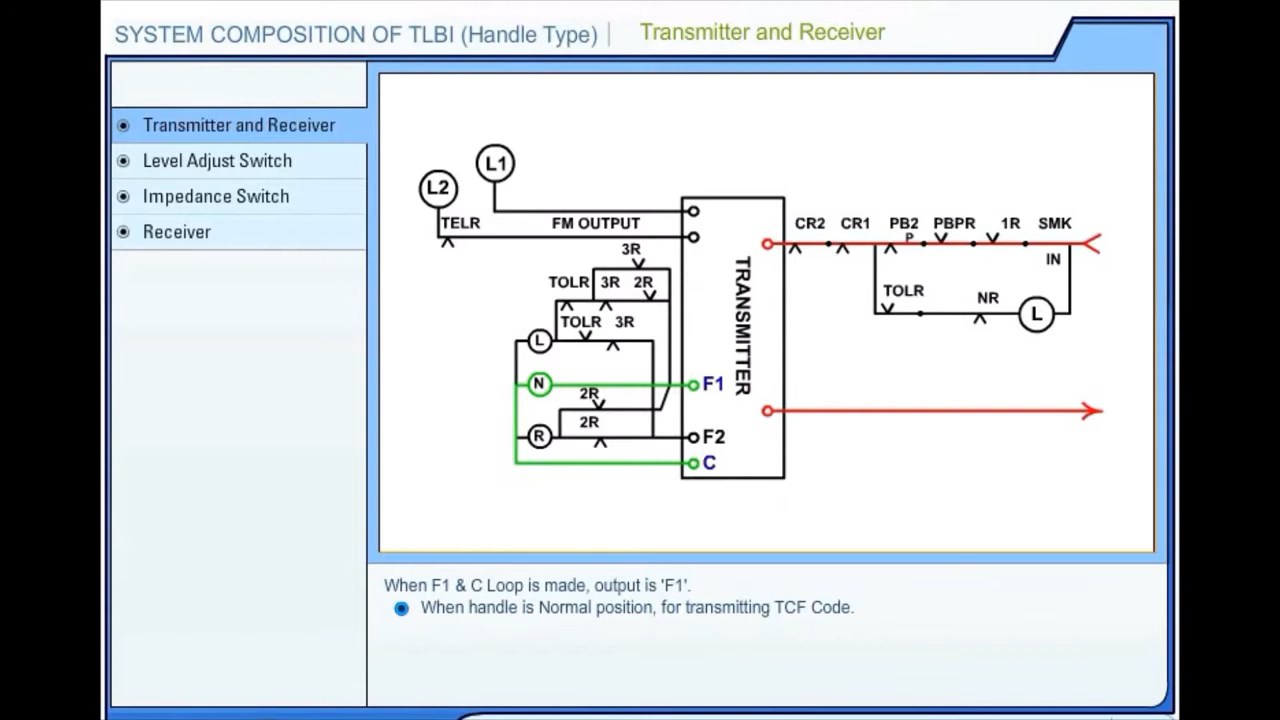 SYSTEM COMPOSITION OF TLBI (Handle Type) | Transmitter and Receiver
Transmitter and Receiver
Level Adjust Switch
Impedance Switch
Receiver
L1
L2
TELR FM OUTPUT
3R
TOLR 3R 2R
TOLR 3R
L
N
2R
2R
R
TRANSMITTER
F1
F2
C
CR2 CR1 PB2 PBPR 1R SMK
P
IN
TOLR NR
L
When F1 & C Loop is made, output is 'F1'.
When handle is Normal position, for transmitting TCF Code.